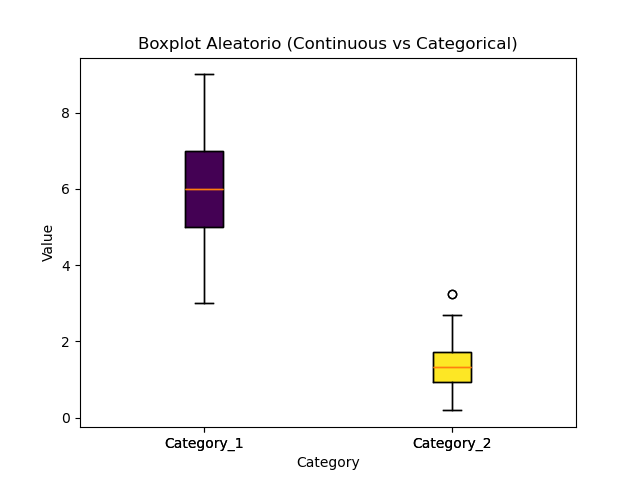 Boxplot Aleatorio (Continuous vs Categorical)
8
6
4
2
0
Value
Category_1
Category_2
Category